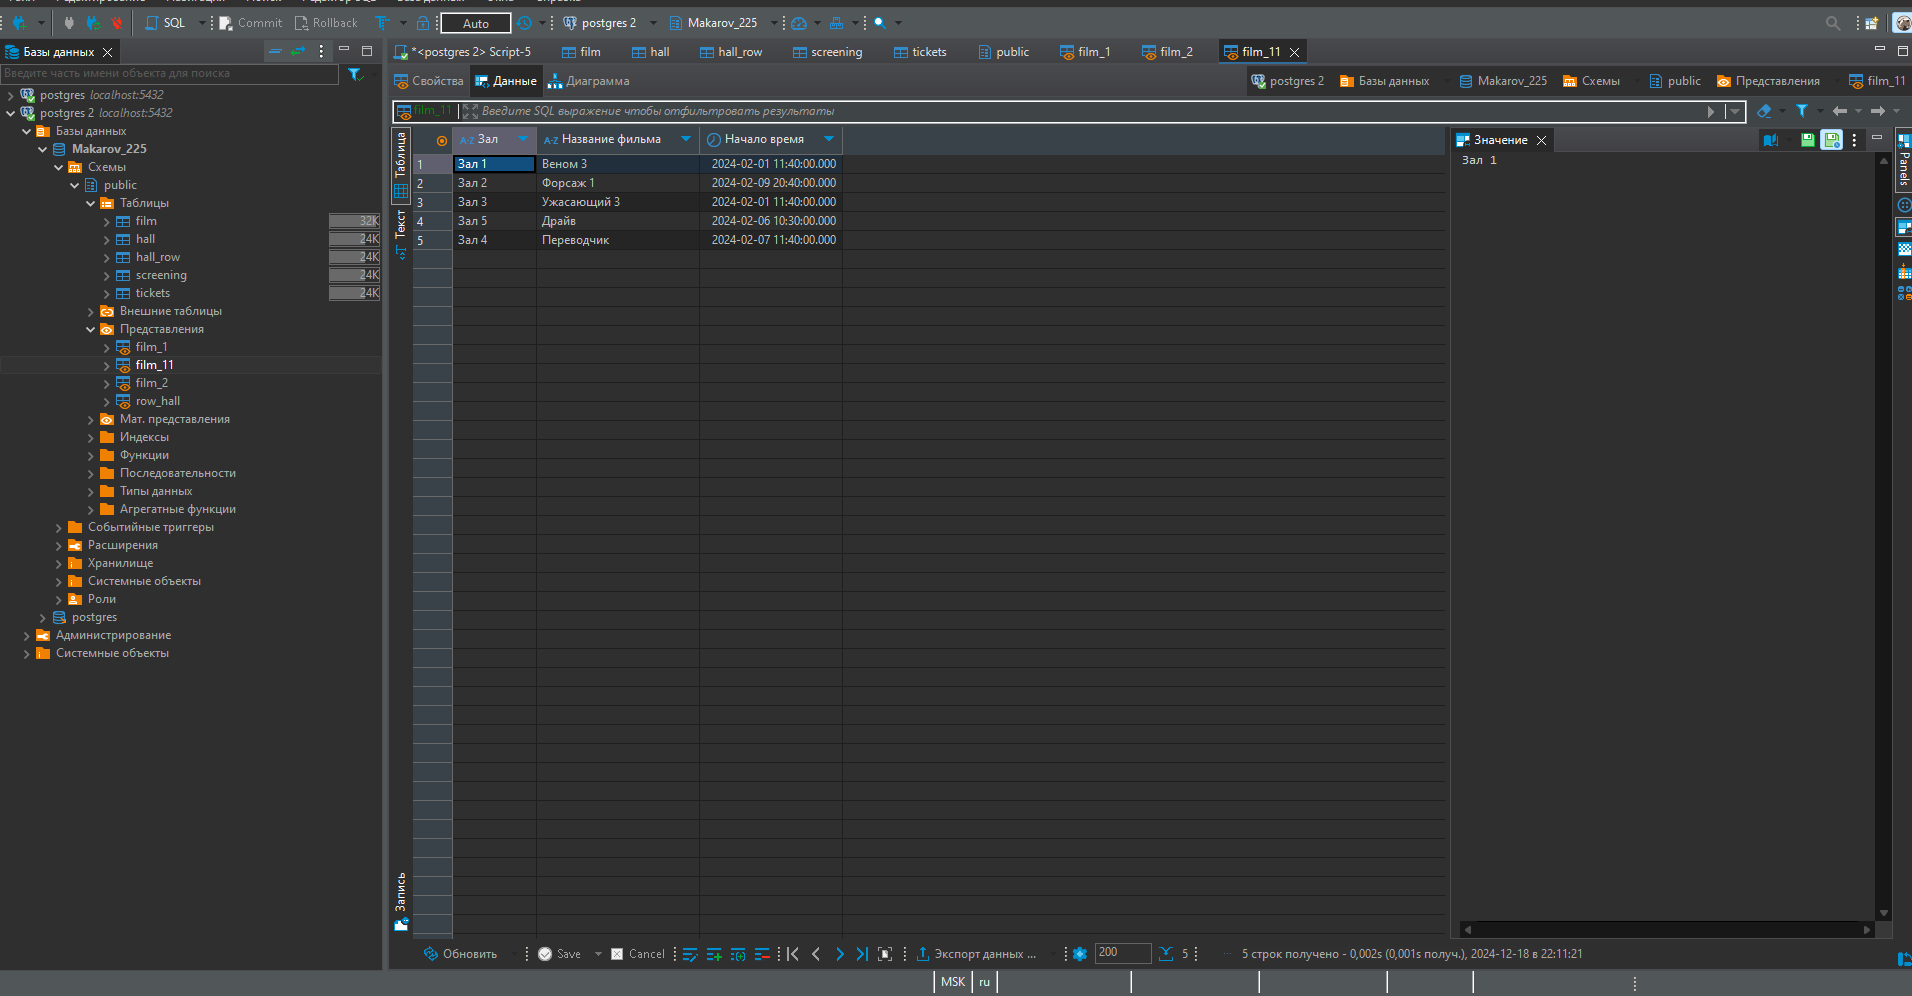 SQL
Commit
Rollback
Auto
postgres 2
Makarov_225
Базы данных
*<postgres 2> Script-5
film
hall
hall_row
screening
tickets
public
film_1
film_2
film_11
Введите часть имени объекта для поиска
Свойства
Данные
Диаграмма
postgres 2
Базы данных
Makarov_225
Схемы
public
Представления
film_11
film_11
Введите SQL выражение чтобы отфильтровать результаты
postgres localhost:5432
postgres 2 localhost:5432
Базы данных
Makarov_225
Схемы
public
Таблицы
film 32K
hall 24K
hall_row 24K
screening 24K
tickets 24K
Внешние таблицы
Представления
film_1
film_11
film_2
row_hall
Мат. представления
Индексы
Функции
Последовательности
Типы данных
Агрегатные функции
Событийные триггеры
Расширения
Хранилище
Системные объекты
Роли
postgres
Администрирование
Системные объекты
Таблица
Текст
Запись
A-Z Зал A-Z Название фильма Начало время
1 Зал 1 Веном 3 2024-02-01 11:40:00.000
2 Зал 2 Форсаж 1 2024-02-09 20:40:00.000
3 Зал 3 Ужасающий 3 2024-02-01 11:40:00.000
4 Зал 5 Драйв 2024-02-06 10:30:00.000
5 Зал 4 Переводчик 2024-02-07 11:40:00.000
Значение
Зал 1
Panels
Обновить
Save
Cancel
Экспорт данных ...
200
5
5 строк получено - 0,002s (0,001s получ.), 2024-12-18 в 22:11:21
MSK
ru